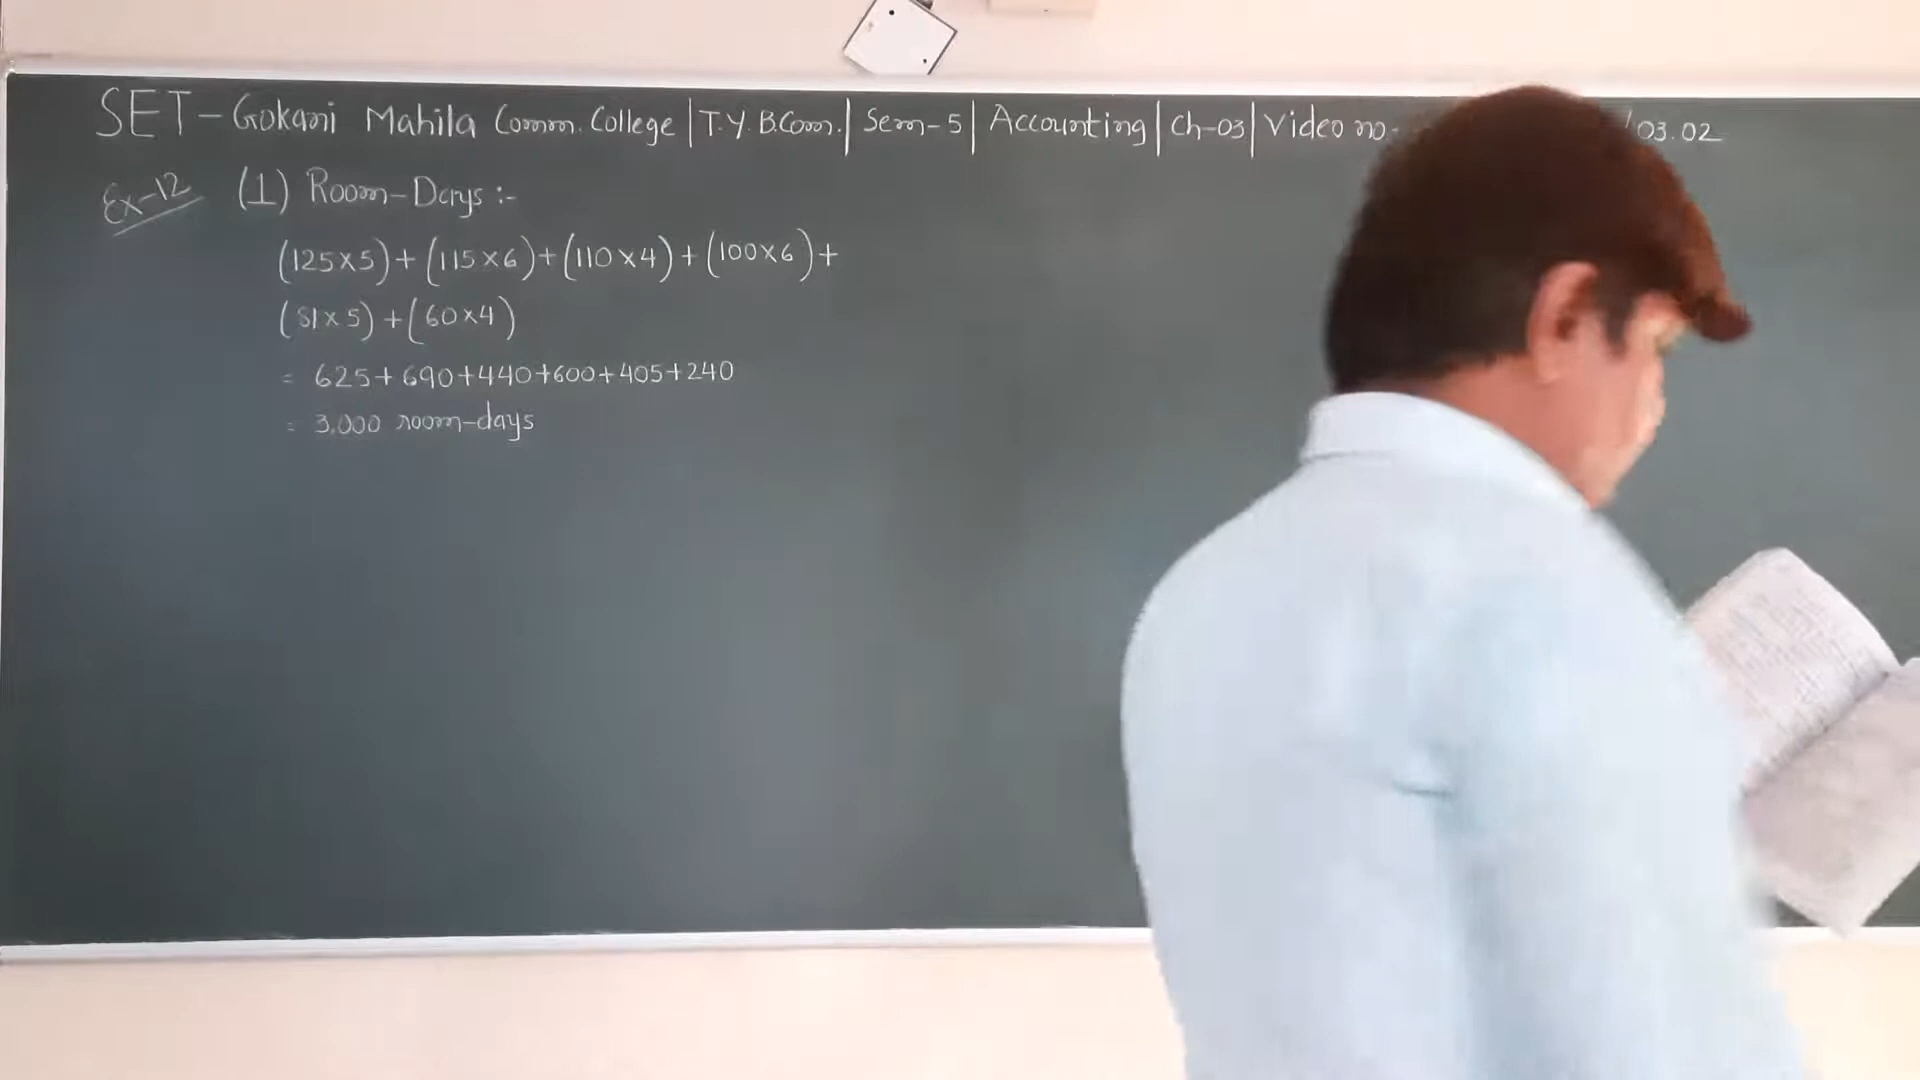 SET-Gokani Mahila Comm. College | T.Y. B.Com. | Sem-5 | Accounting | Ch-03 | Video no. /03.02
Ex-12 (1) Room-Days :-
(125×5)+(115×6)+(110×4)+(100×6)+
(81×5)+(60×4)
= 625+690+440+600+405+240
= 3,000 room-days